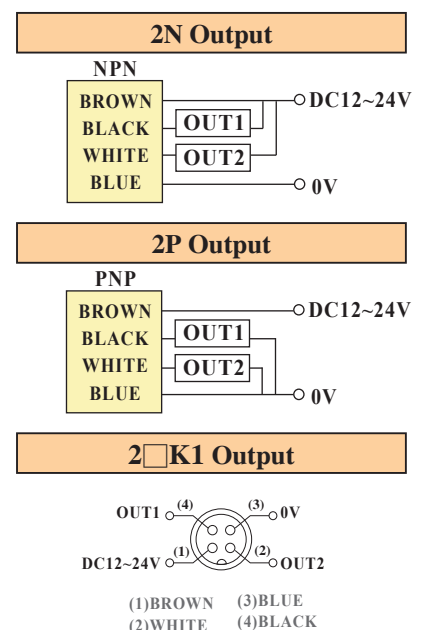 2N Output
NPN
BROWN DC12~24V
BLACK OUT1
WHITE OUT2
BLUE 0V
2P Output
PNP
BROWN DC12~24V
BLACK OUT1
WHITE OUT2
BLUE 0V
2□K1 Output
OUT1 (4) (3) 0V
DC12~24V (1) (2) OUT2
(1)BROWN (3)BLUE
(2)WHITE (4)BLACK